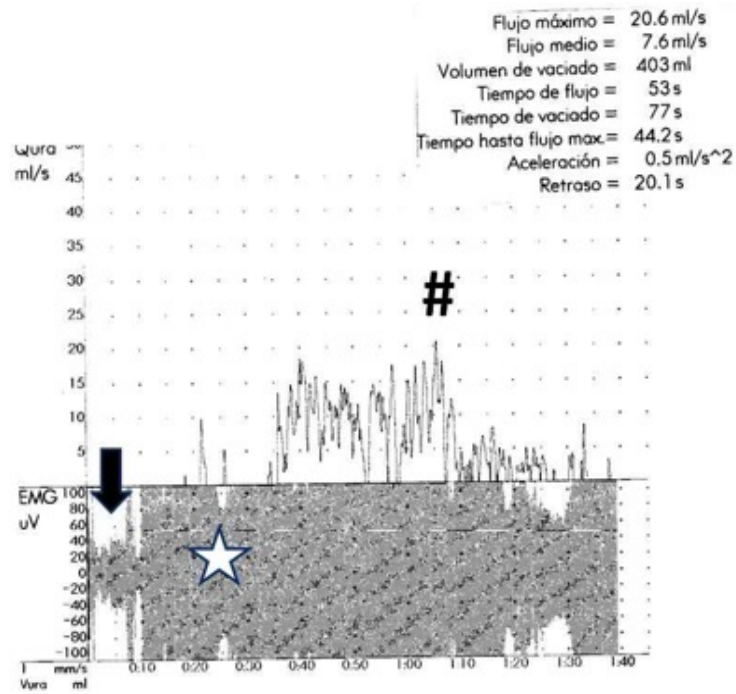 Flujo máximo = 20.6 ml/s
Flujo medio = 7.6 ml/s
Volumen de vaciado = 403 ml
Tiempo de flujo = 53 s
Tiempo de vaciado = 77 s
Tiempo hasta flujo max. = 44.2 s
Aceleración = 0.5 ml/s^2
Retraso = 20.1 s
Qura
ml/s
45
40
35
30
#
25
20
15
10
5
EMG 100
uV 80
60
40
20
0
-20
-40
-60
-80
-100
1 mm/s 0:10 0:20 0:30 0:40 0:50 1:00 1:10 1:20 1:30 1:40
Vura ml